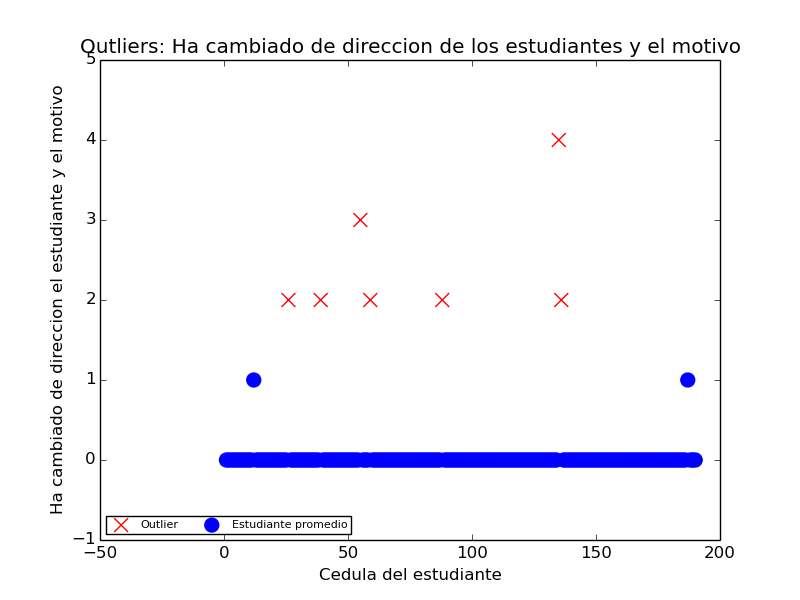 Outliers: Ha cambiado de direccion de los estudiantes y el motivo
Ha cambiado de direccion el estudiante y el motivo
5
4
3
2
1
0
−1
Outlier
Estudiante promedio
−50
0
50
100
150
200
Cedula del estudiante